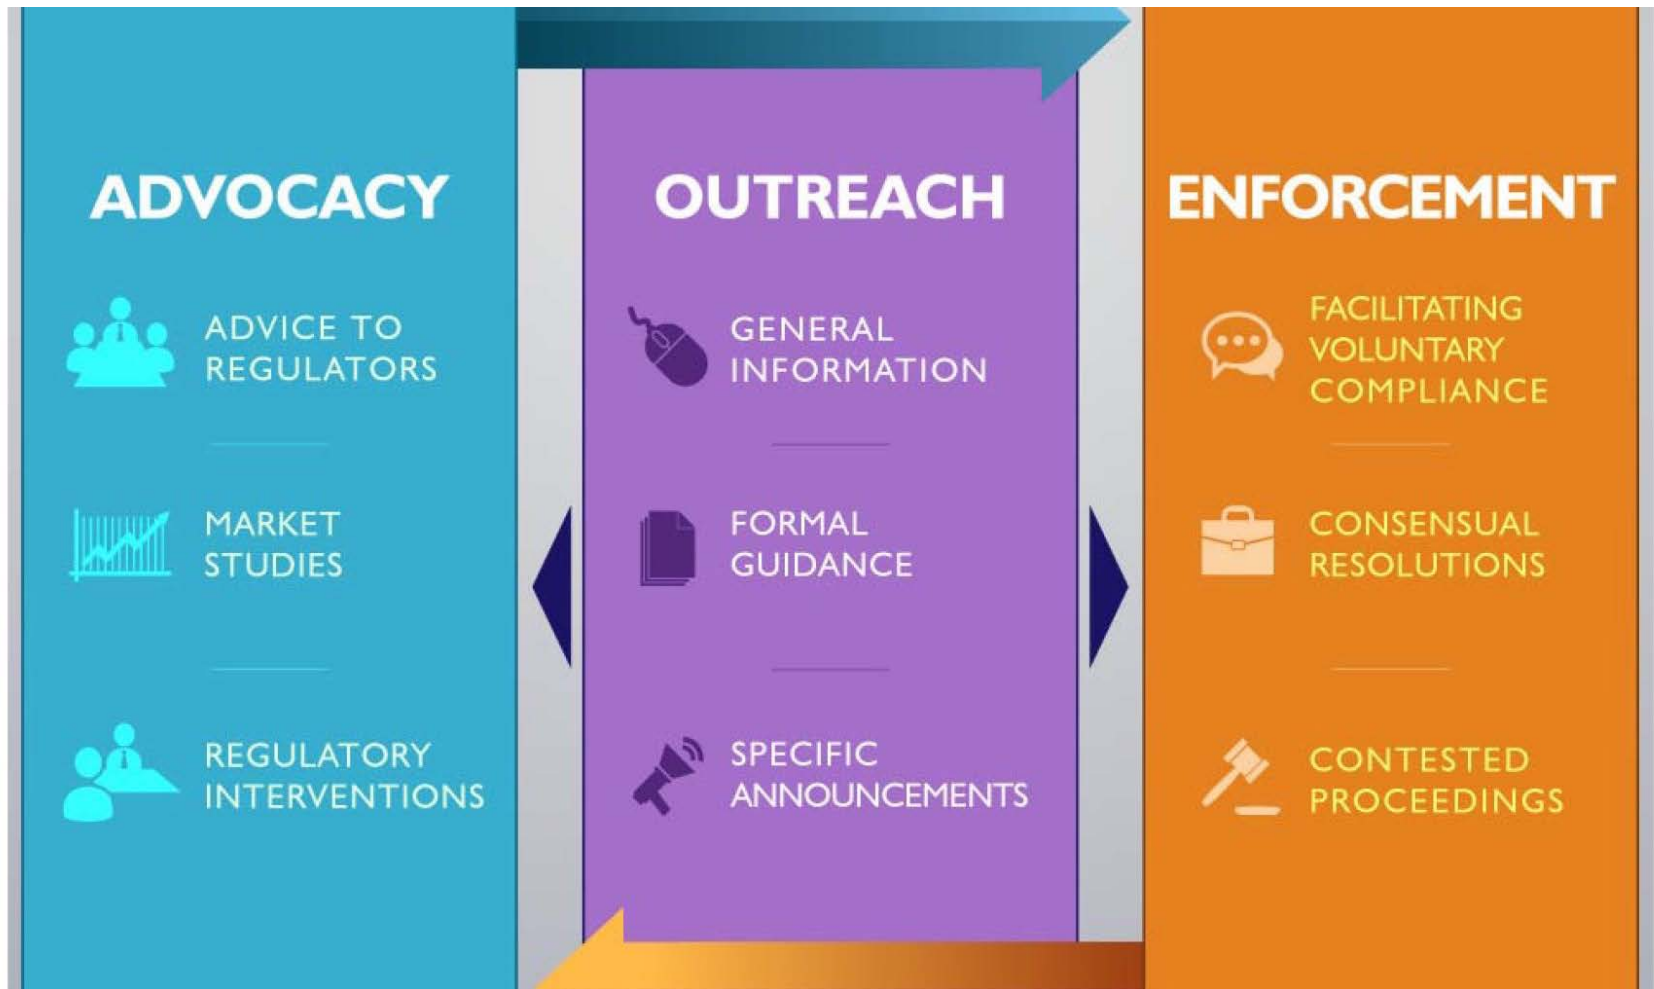 ADVOCACY
ADVICE TO
REGULATORS
MARKET
STUDIES
REGULATORY
INTERVENTIONS
OUTREACH
GENERAL
INFORMATION
FORMAL
GUIDANCE
SPECIFIC
ANNOUNCEMENTS
ENFORCEMENT
FACILITATING
VOLUNTARY
COMPLIANCE
CONSENSUAL
RESOLUTIONS
CONTESTED
PROCEEDINGS